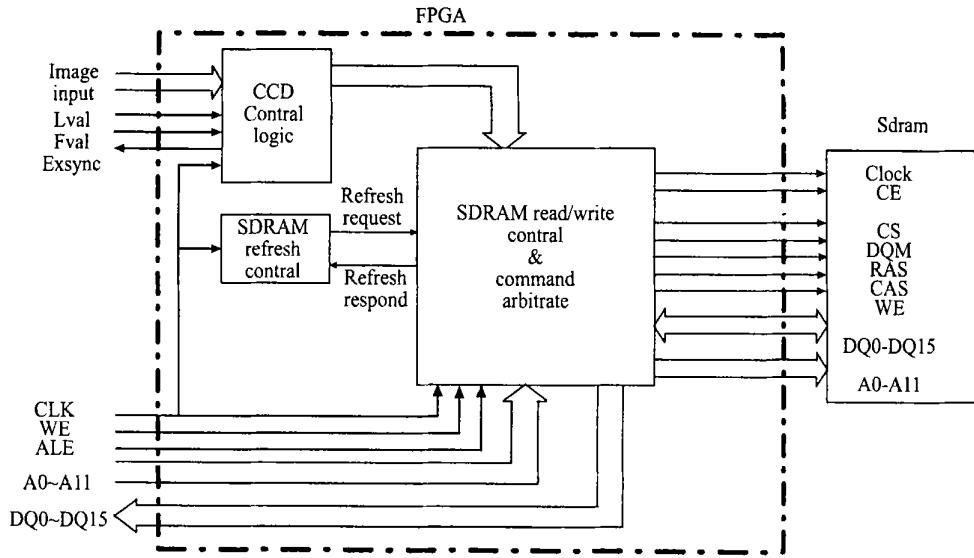 FPGA
Image
input
Lval
Fval
Exsync
CCD
Contral
logic
Sdram
Clock
CE
CS
DQM
RAS
CAS
WE
DQ0-DQ15
A0-A11
Refresh
request
SDRAM
refresh
contral
Refresh
respond
SDRAM read/write
contral
&
command
arbitrate
CLK
WE
ALE
A0~A11
DQ0~DQ15